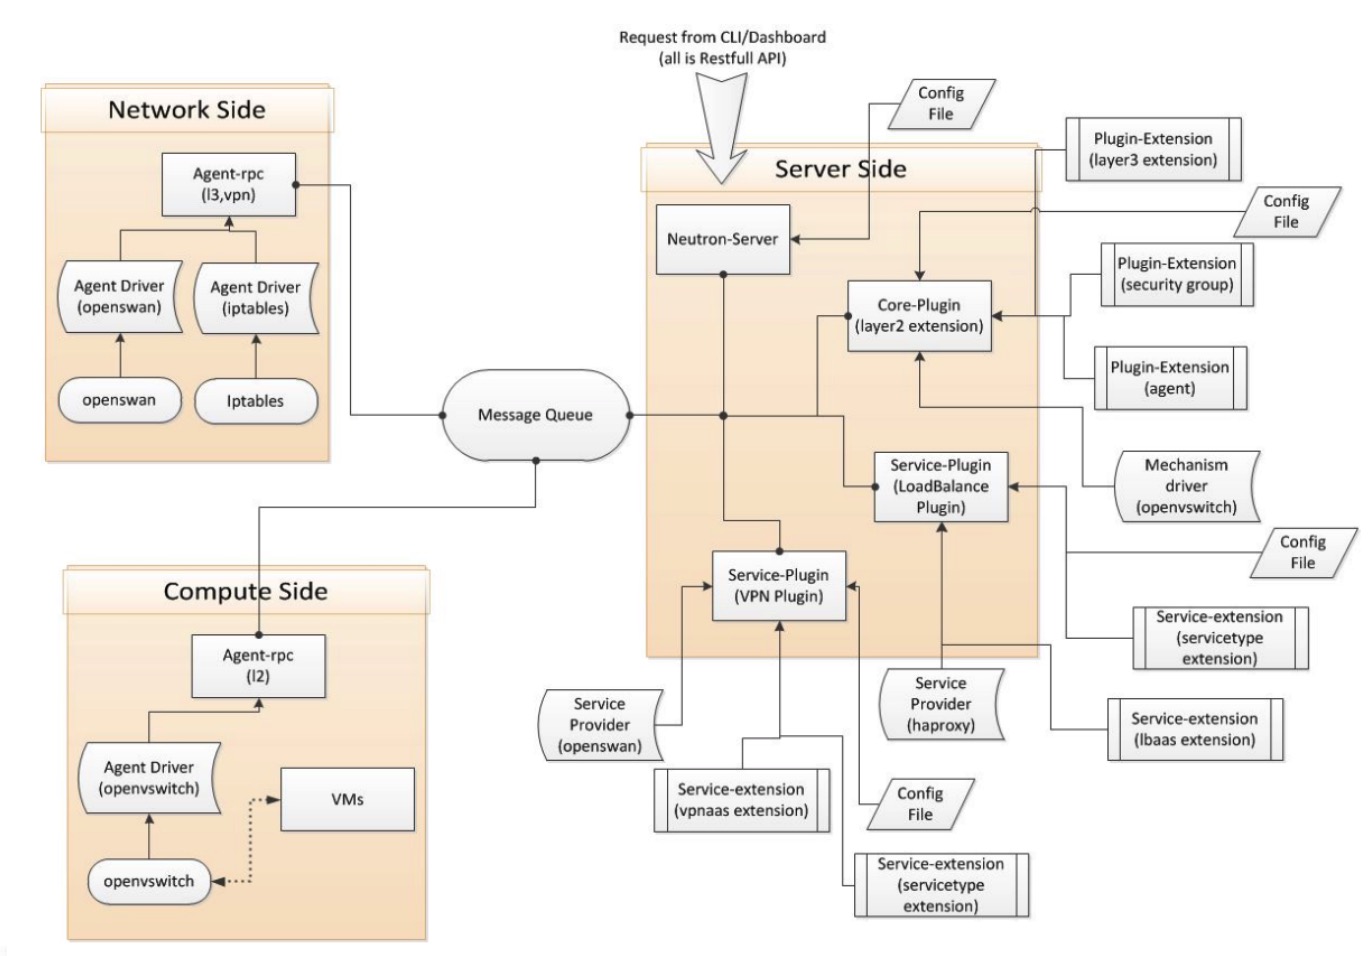 Request from CLI/Dashboard
(all is Restfull API)
Network Side
Agent-rpc
(l3,vpn)
Agent Driver
(openswan)
Agent Driver
(iptables)
openswan
Iptables
Message Queue
Compute Side
Agent-rpc
(l2)
Agent Driver
(openvswitch)
VMs
openvswitch
Server Side
Neutron-Server
Config
File
Plugin-Extension
(layer3 extension)
Config
File
Core-Plugin
(layer2 extension)
Plugin-Extension
(security group)
Plugin-Extension
(agent)
Service-Plugin
(LoadBalance
Plugin)
Mechanism
driver
(openvswitch)
Config
File
Service-Plugin
(VPN Plugin)
Service-extension
(servicetype
extension)
Service
Provider
(openswan)
Service
Provider
(haproxy)
Service-extension
(lbaas extension)
Service-extension
(vpnaas extension)
Config
File
Service-extension
(servicetype
extension)